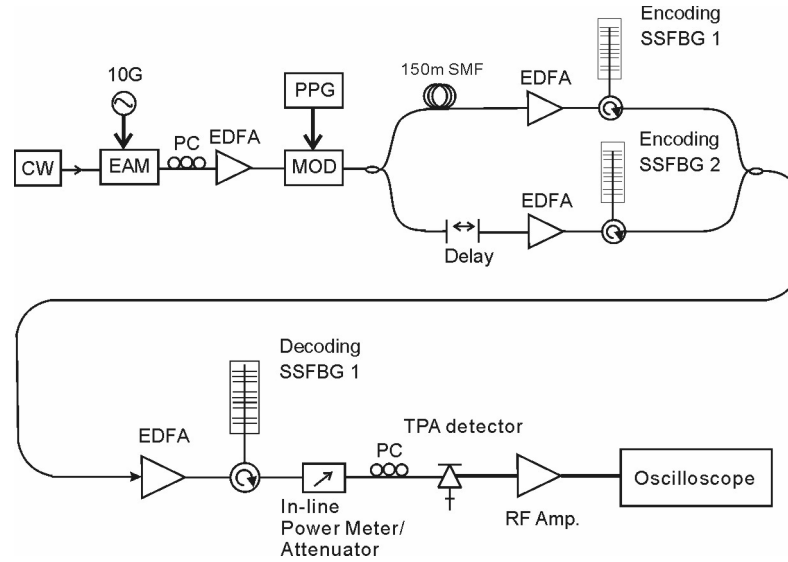 Encoding
SSFBG 1
10G
150m SMF
EDFA
PPG
PC
EDFA
CW
EAM
MOD
Encoding
SSFBG 2
EDFA
Delay
Decoding
SSFBG 1
TPA detector
EDFA
PC
Oscilloscope
In-line
Power Meter/
Attenuator
RF Amp.